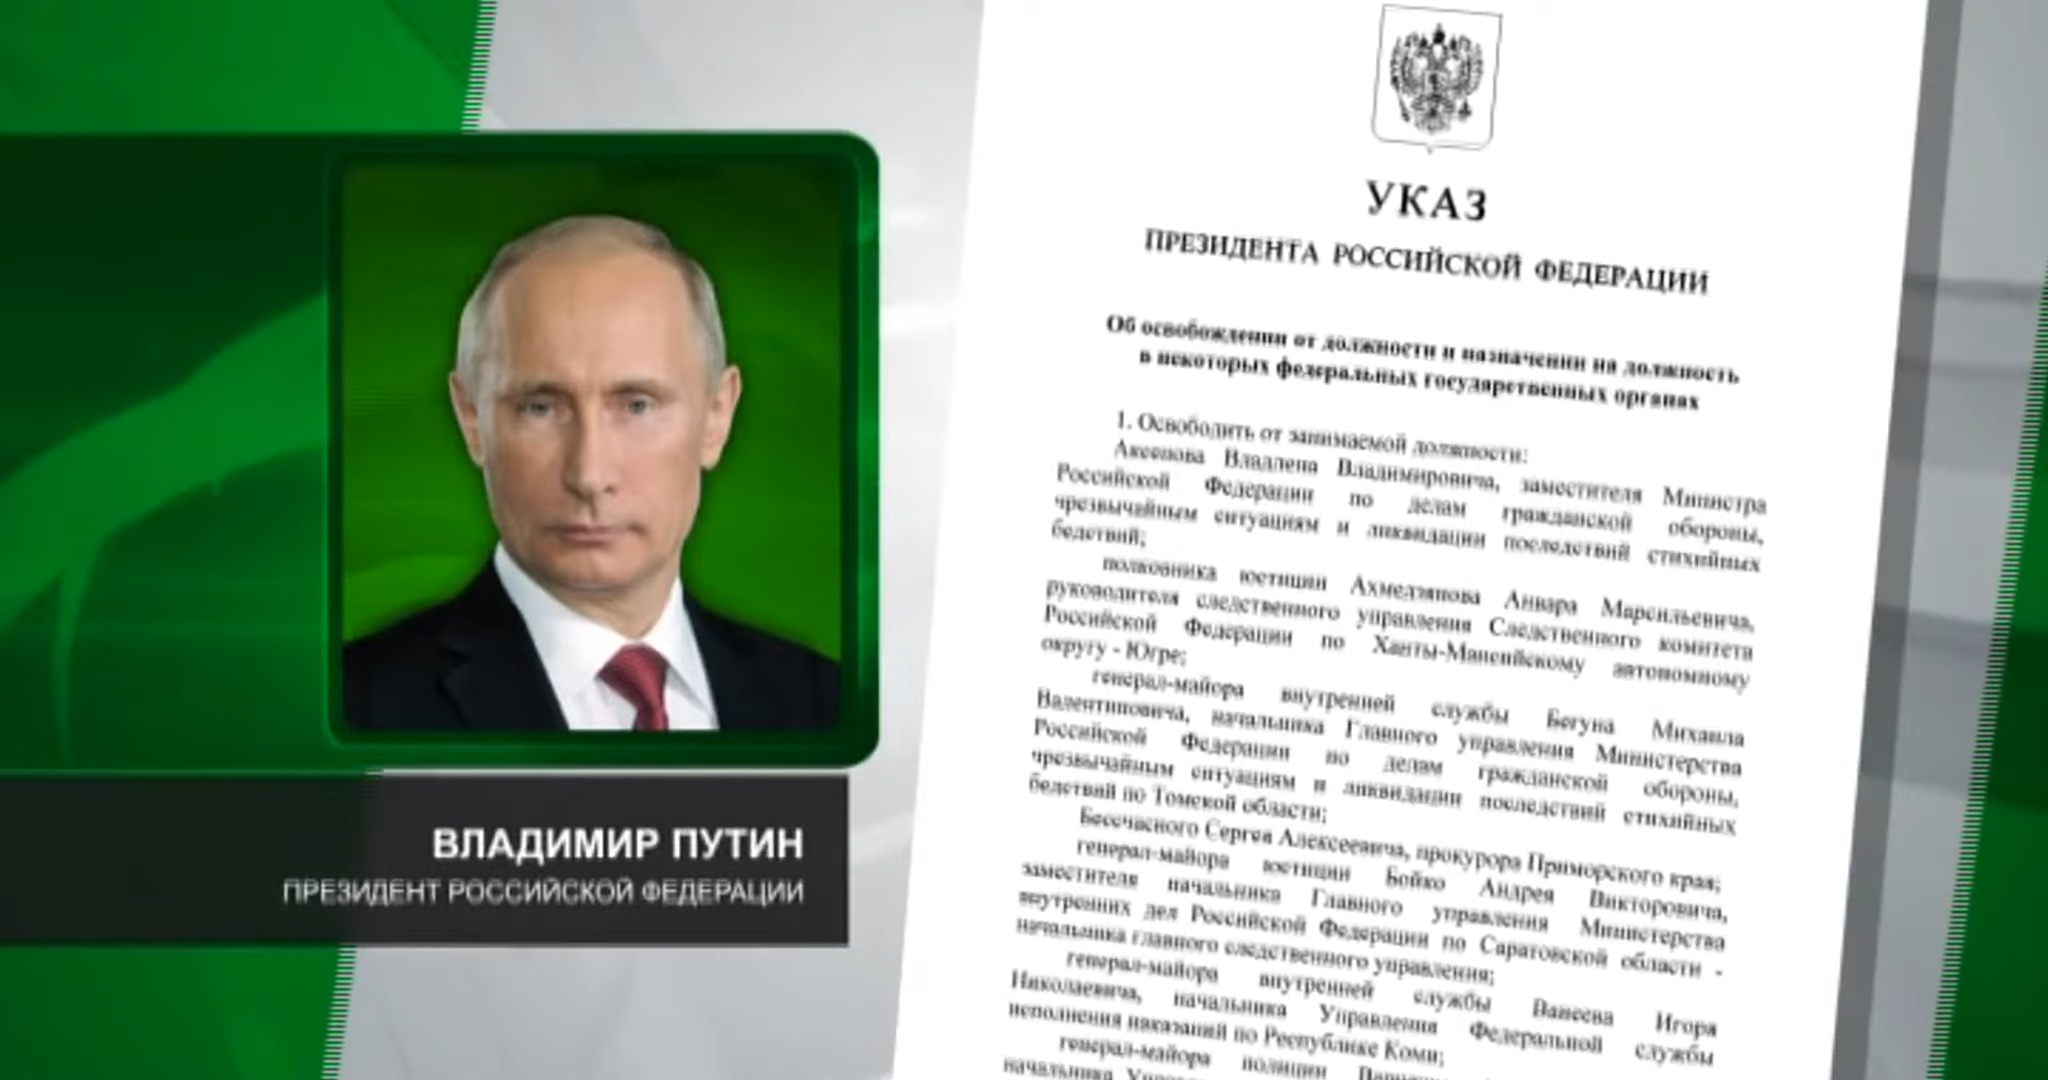 УКАЗ
ПРЕЗИДЕНТА РОССИЙСКОЙ ФЕДЕРАЦИИ
Об освобождении от должности и назначении на должность
в некоторых федеральных государственных органах
1. Освободить от занимаемой должности:
Аксенова Владлена Владимировича, заместителя Министра
Российской Федерации по делам гражданской обороны,
чрезвычайным ситуациям и ликвидации последствий стихийных
бедствий;
полковника юстиции Ахмедзянова Анвара Марсильевича,
руководителя следственного управления Следственного комитета
Российской Федерации по Ханты-Мансийскому автономному
округу - Югре;
генерал-майора внутренней службы Бегуна Михаила
Валентиновича, начальника Главного управления Министерства
Российской Федерации по делам гражданской обороны,
чрезвычайным ситуациям и ликвидации последствий стихийных
бедствий по Томской области;
Бессчасного Сергея Алексеевича, прокурора Приморского края;
генерал-майора юстиции Бойко Андрея Викторовича,
заместителя начальника Главного управления Министерства
внутренних дел Российской Федерации по Саратовской области -
начальника главного следственного управления;
генерал-майора внутренней службы Ванеева Игоря
Николаевича, начальника Управления Федеральной службы
исполнения наказаний по Республике Коми;
генерал-майора полиции
начальника
ВЛАДИМИР ПУТИН
ПРЕЗИДЕНТ РОССИЙСКОЙ ФЕДЕРАЦИИ